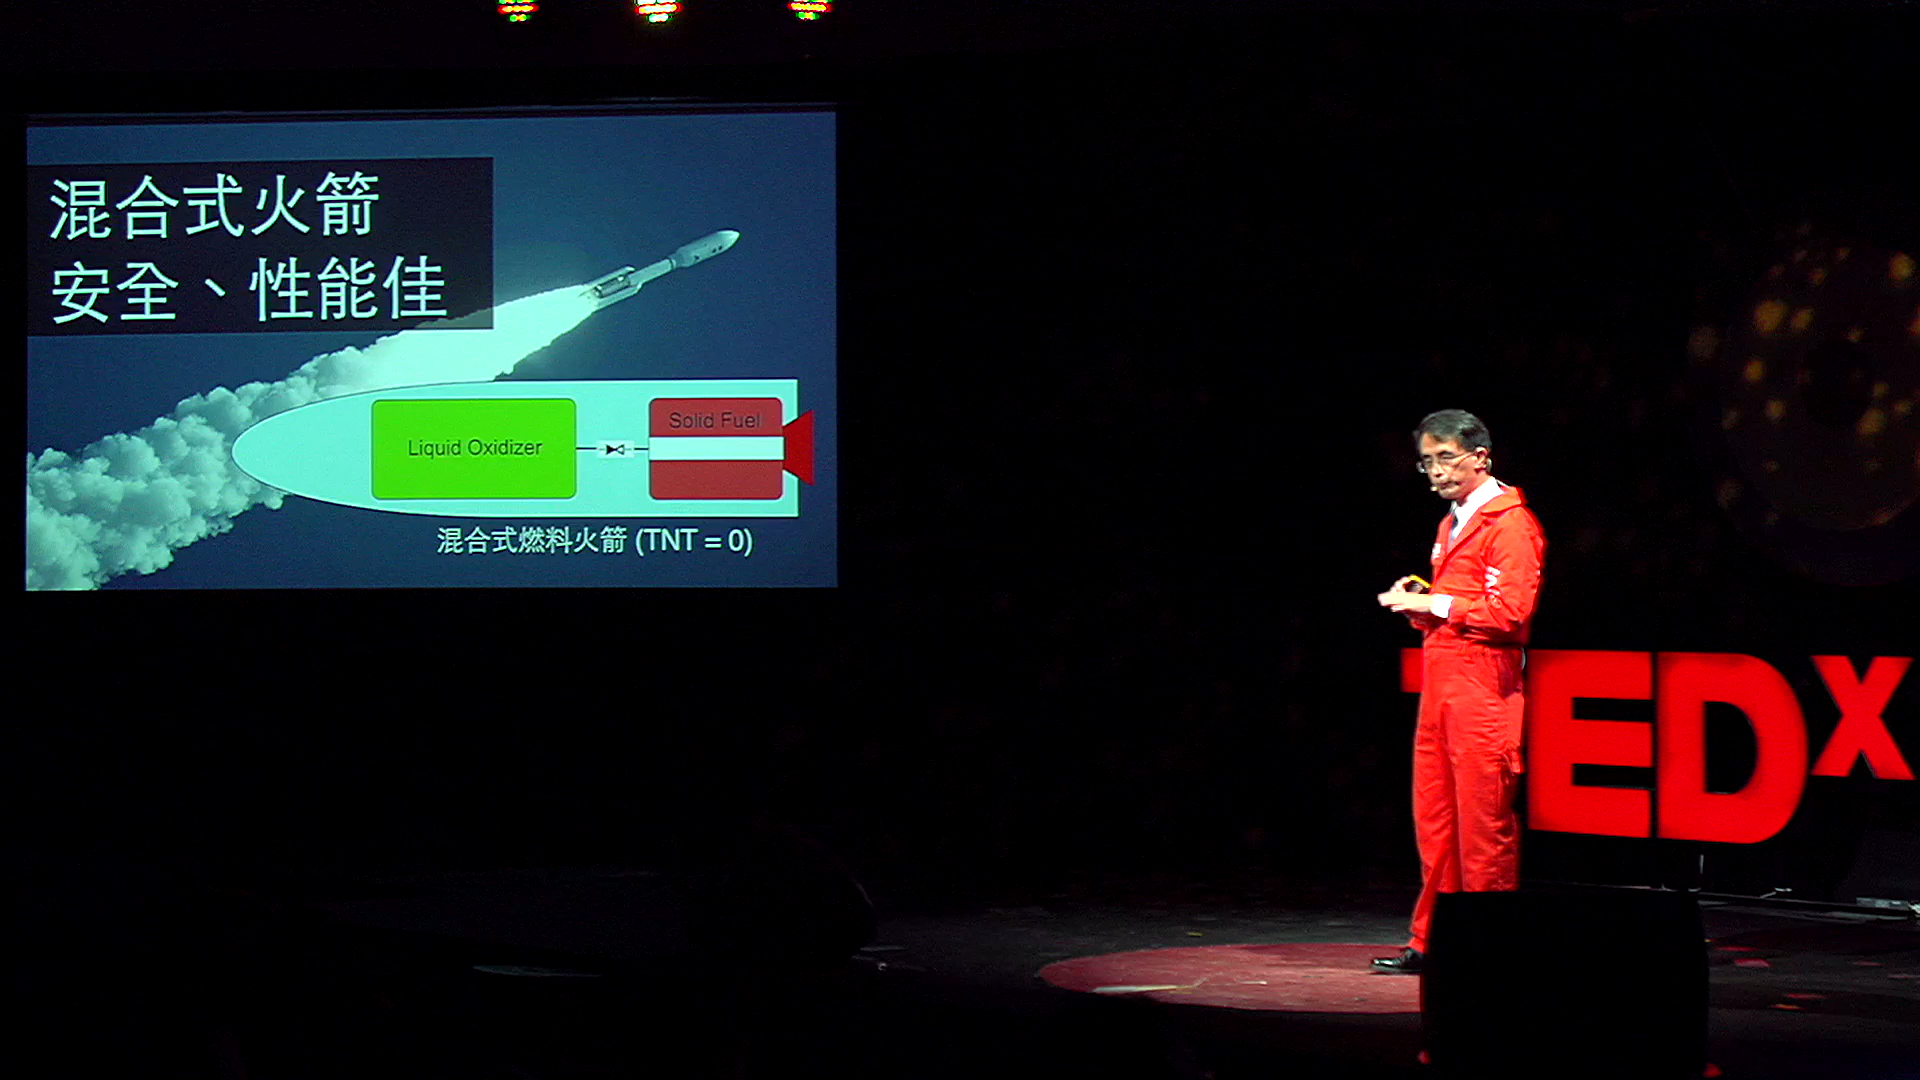 混合式火箭
安全、性能佳
Liquid Oxidizer
Solid Fuel
混合式燃料火箭 (TNT = 0)
TEDx